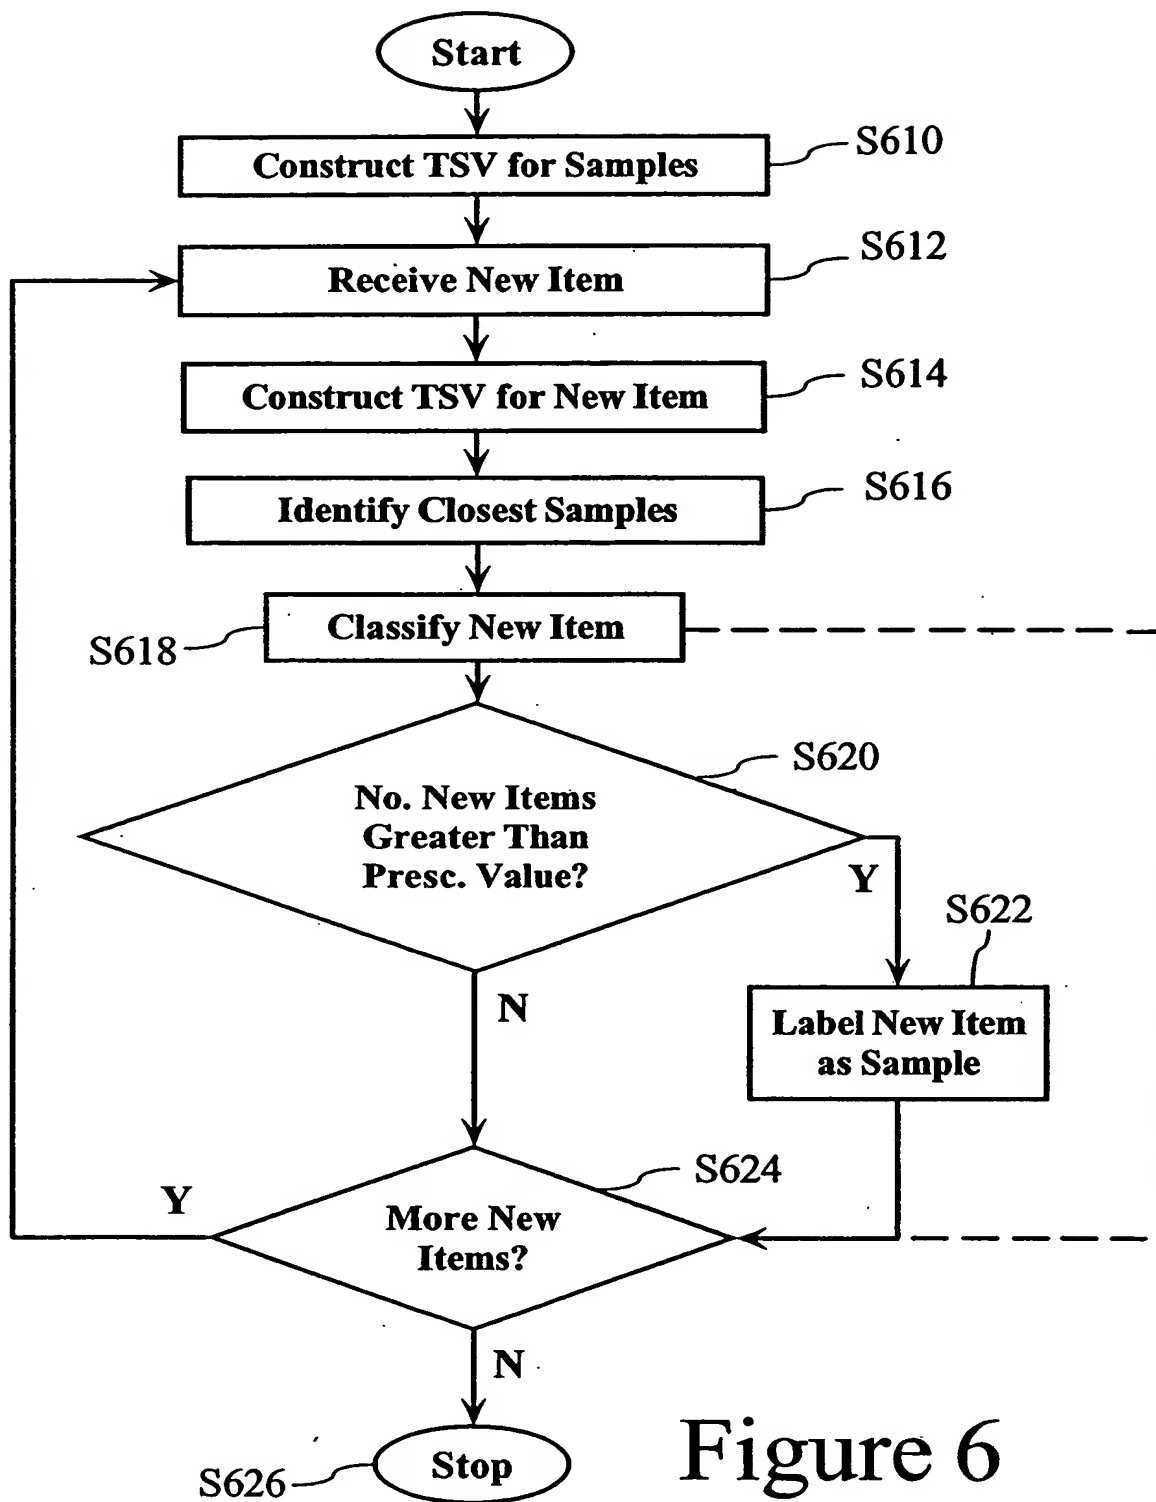 Start
Construct TSV for Samples
S610
Receive New Item
S612
Construct TSV for New Item
S614
Identify Closest Samples
S616
Classify New Item
S618
No. New Items
Greater Than
Presc. Value?
S620
Y
N
S622
Label New Item
as Sample
S624
More New
Items?
Y
N
Stop
S626
Figure 6